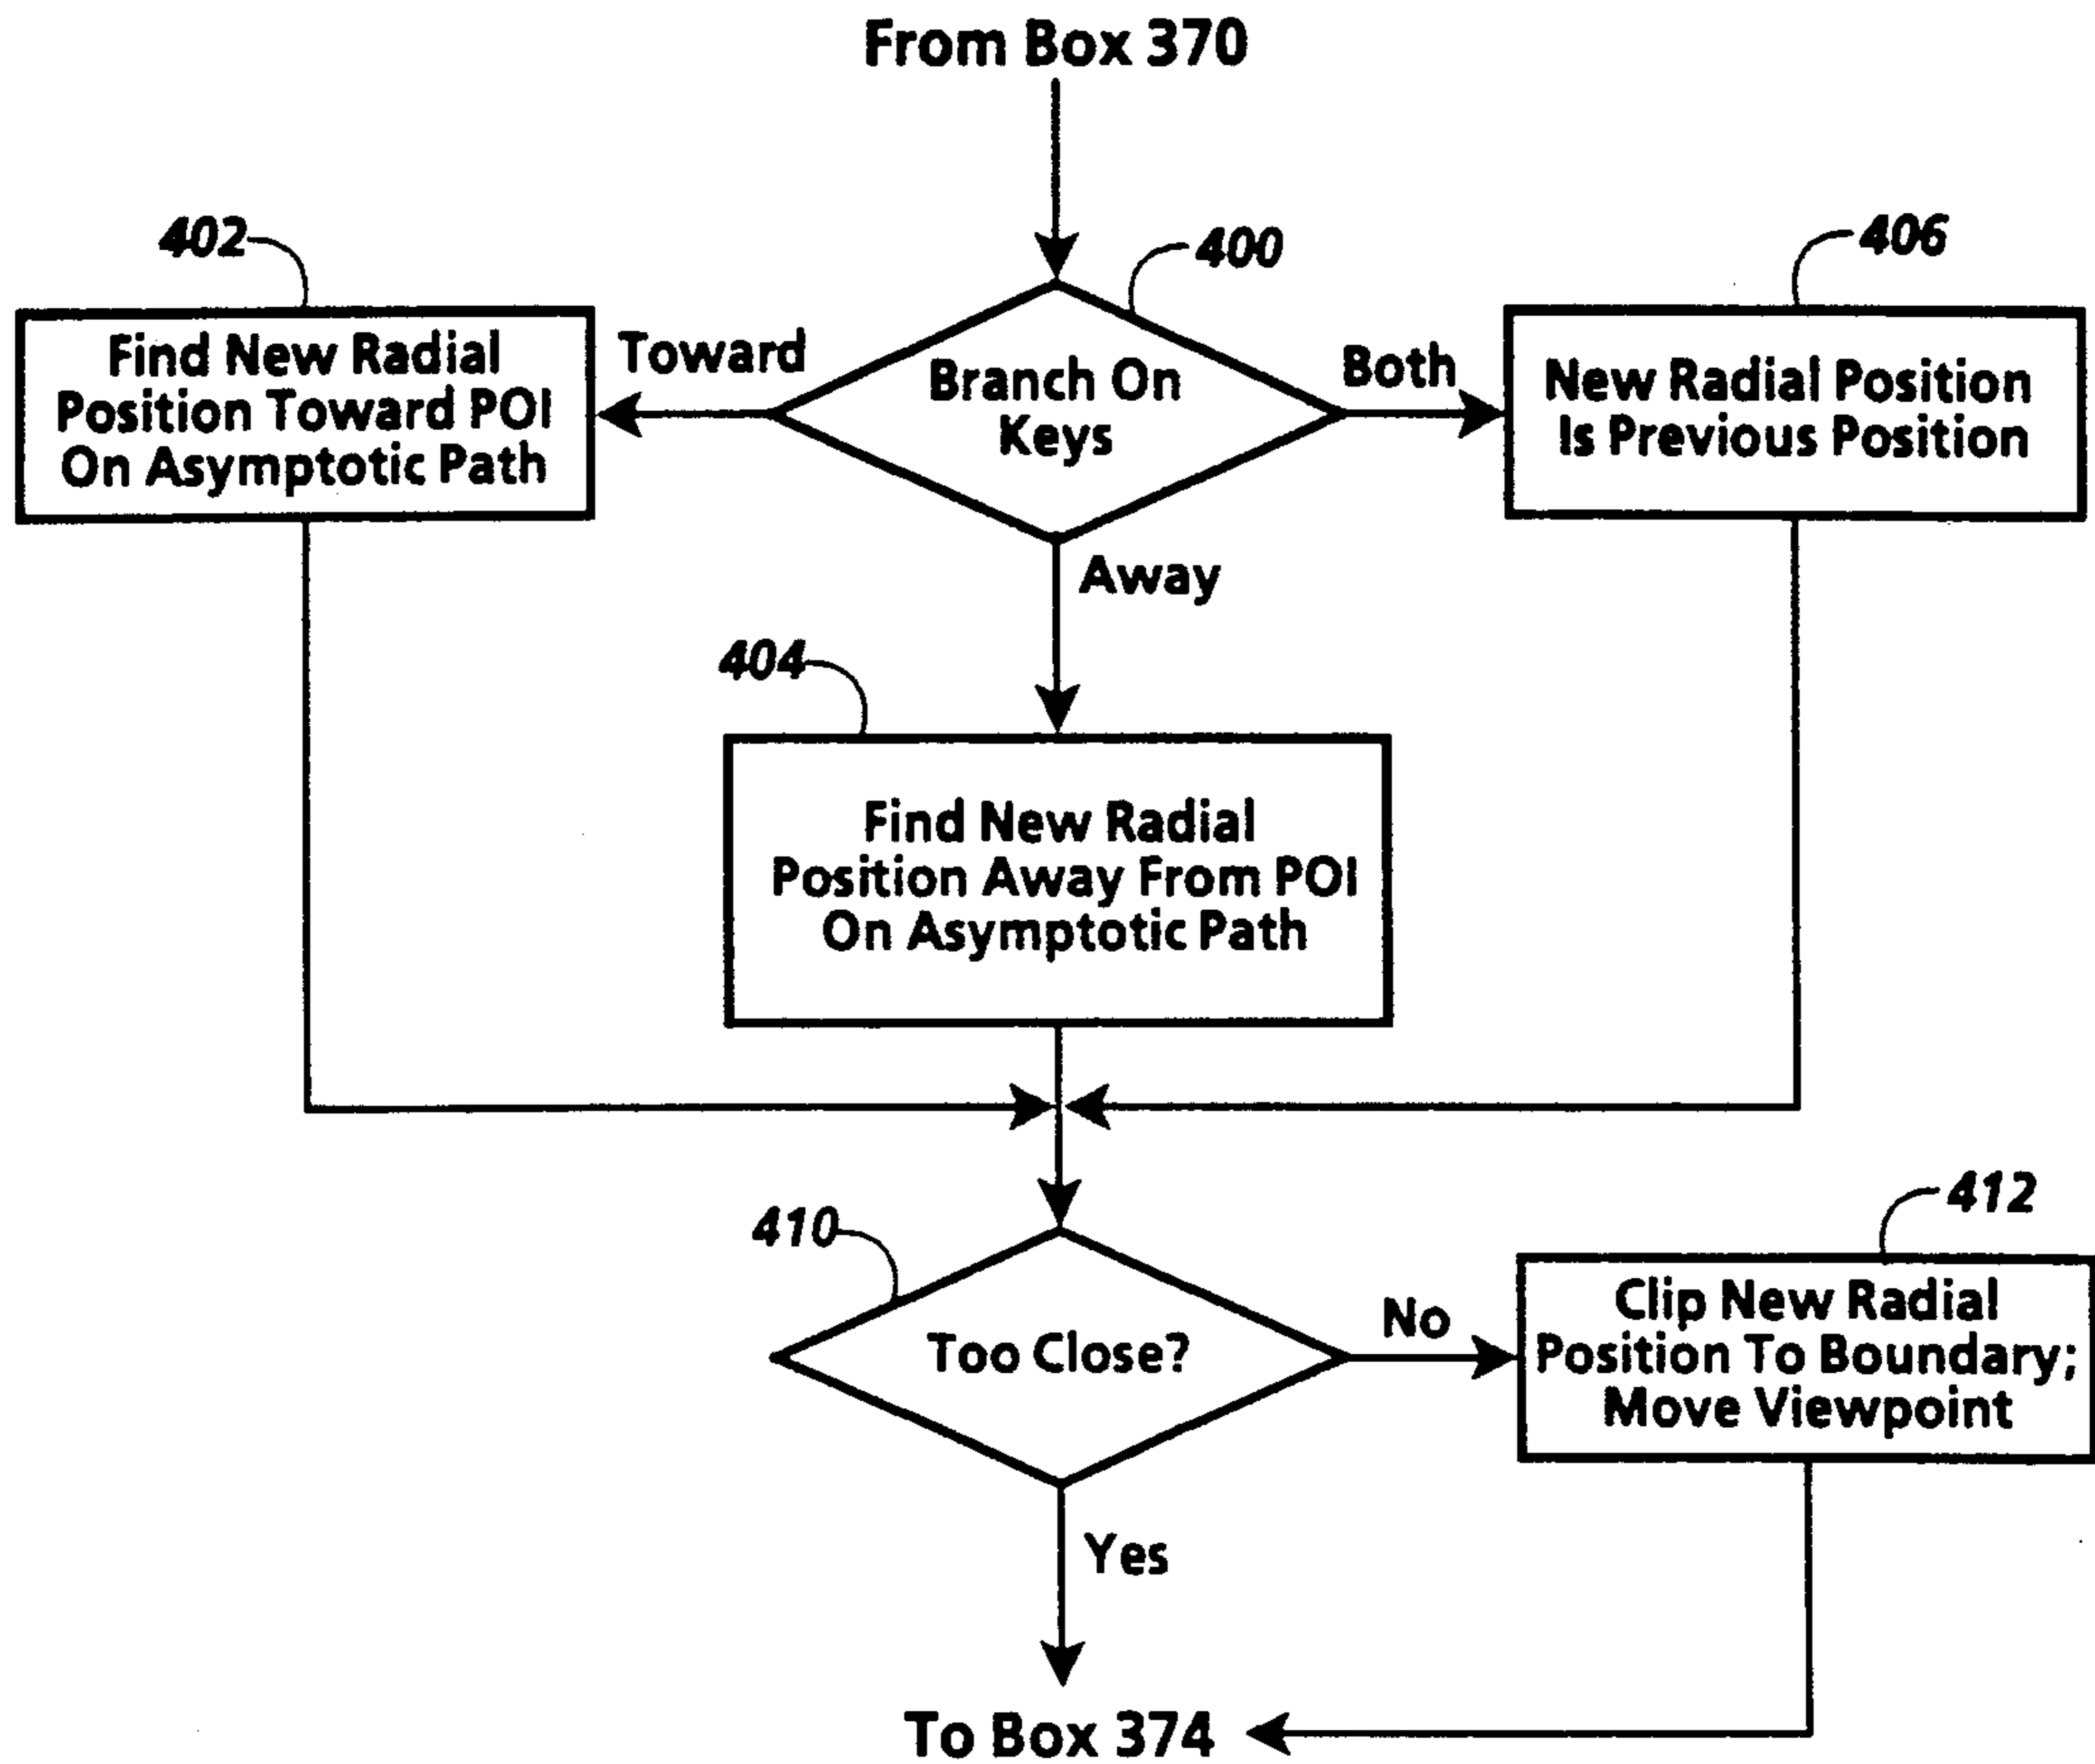 From Box 370
402
400
406
Find New Radial
Position Toward POI
On Asymptotic Path
Toward
Branch On
Keys
Both
New Radial Position
Is Previous Position
Away
404
Find New Radial
Position Away From POI
On Asymptotic Path
410
412
Too Close?
No
Clip New Radial
Position To Boundary;
Move Viewpoint
Yes
To Box 374